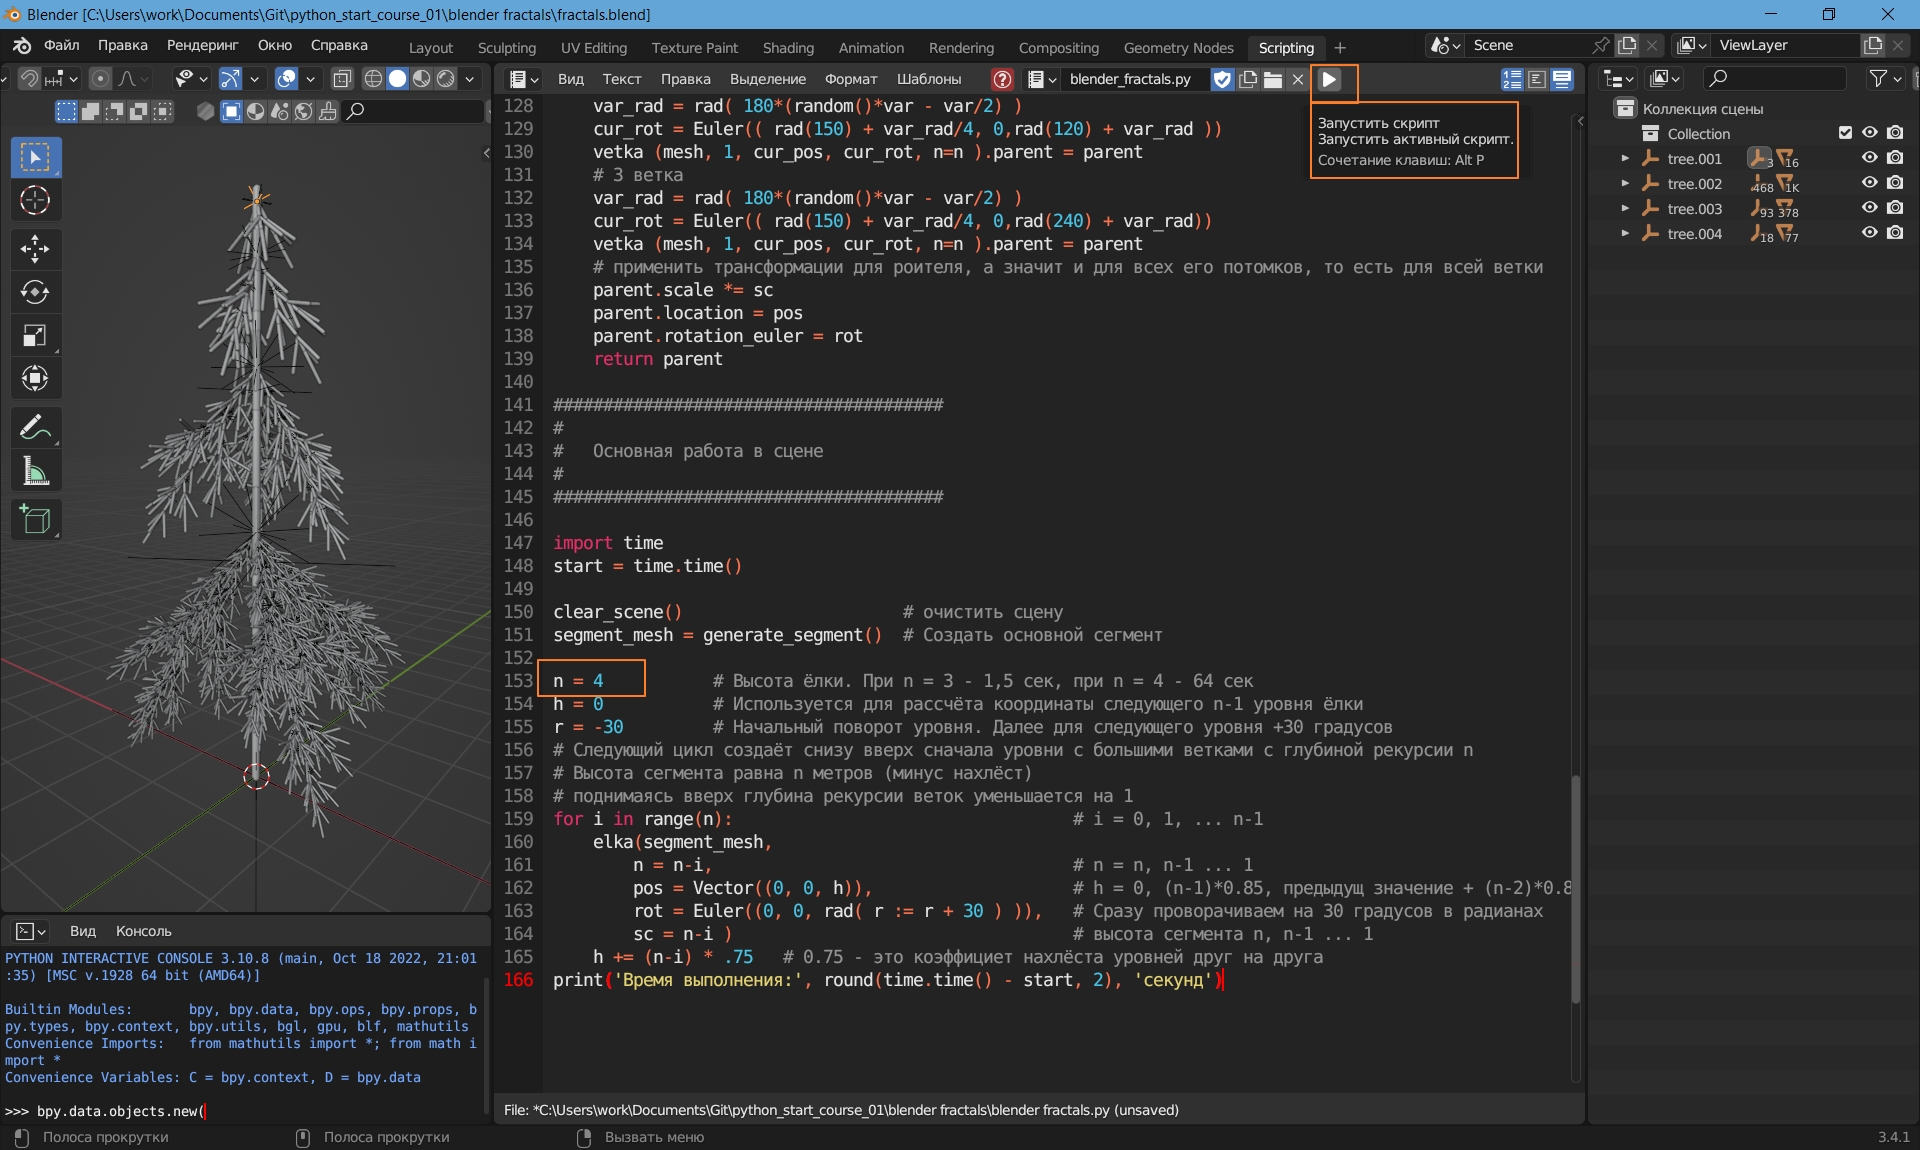 Blender [C:\Users\work\Documents\Git\python_start_course_01\blender fractals\fractals.blend]
Файл Правка Рендеринг Окно Справка Layout Sculpting UV Editing Texture Paint Shading Animation Rendering Compositing Geometry Nodes Scripting + Scene ViewLayer
Вид Текст Правка Выделение Формат Шаблоны blender_fractals.py
Запустить скрипт
Запустить активный скрипт.
Сочетание клавиш: Alt P
128 var_rad = rad( 180*(random()*var - var/2) )
129 cur_rot = Euler(( rad(150) + var_rad/4, 0,rad(120) + var_rad ))
130 vetka (mesh, 1, cur_pos, cur_rot, n=n ).parent = parent
131 # 3 ветка
132 var_rad = rad( 180*(random()*var - var/2) )
133 cur_rot = Euler(( rad(150) + var_rad/4, 0,rad(240) + var_rad))
134 vetka (mesh, 1, cur_pos, cur_rot, n=n ).parent = parent
135 # применить трансформации для роителя, а значит и для всех его потомков, то есть для всей ветки
136 parent.scale *= sc
137 parent.location = pos
138 parent.rotation_euler = rot
139 return parent
140
141 #######################################
142 #
143 # Основная работа в сцене
144 #
145 #######################################
146
147 import time
148 start = time.time()
149
150 clear_scene() # очистить сцену
151 segment_mesh = generate_segment() # Создать основной сегмент
152
153 n = 4 # Высота ёлки. При n = 3 - 1,5 сек, при n = 4 - 64 сек
154 h = 0 # Используется для рассчёта координаты следующего n-1 уровня ёлки
155 r = -30 # Начальный поворот уровня. Далее для следующего уровня +30 градусов
156 # Следующий цикл создаёт снизу вверх сначала уровни с большими ветками с глубиной рекурсии n
157 # Высота сегмента равна n метров (минус нахлёст)
158 # поднимаясь вверх глубина рекурсии веток уменьшается на 1
159 for i in range(n): # i = 0, 1, ... n-1
160 elka(segment_mesh,
161 n = n-i, # n = n, n-1 ... 1
162 pos = Vector((0, 0, h)), # h = 0, (n-1)*0.85, предыдущ значение + (n-2)*0.8
163 rot = Euler((0, 0, rad( r := r + 30 ) )), # Сразу проворачиваем на 30 градусов в радианах
164 sc = n-i ) # высота сегмента n, n-1 ... 1
165 h += (n-i) * .75 # 0.75 - это коэффициет нахлёста уровней друг на друга
166 print('Время выполнения:', round(time.time() - start, 2), 'секунд')
File: *C:\Users\work\Documents\Git\python_start_course_01\blender fractals\blender fractals.py (unsaved)
Коллекция сцены
Collection
tree.001 3 16
tree.002 468 1K
tree.003 93 378
tree.004 18 77
Вид Консоль
PYTHON INTERACTIVE CONSOLE 3.10.8 (main, Oct 18 2022, 21:01
:35) [MSC v.1928 64 bit (AMD64)]
Builtin Modules: bpy, bpy.data, bpy.ops, bpy.props, b
py.types, bpy.context, bpy.utils, bgl, gpu, blf, mathutils
Convenience Imports: from mathutils import *; from math i
mport *
Convenience Variables: C = bpy.context, D = bpy.data
>>> bpy.data.objects.new(
Полоса прокрутки Полоса прокрутки Вызвать меню 3.4.1